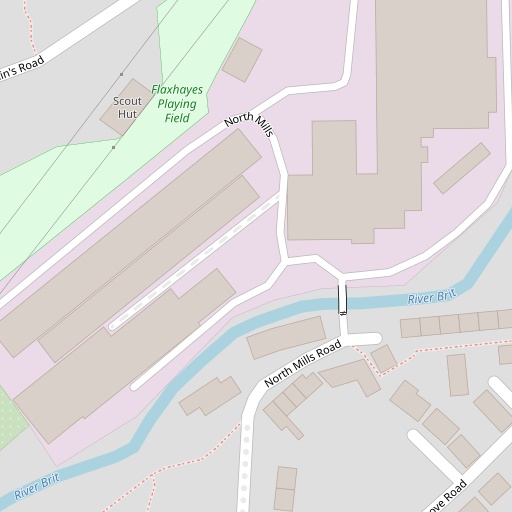 in's Road
Scout
Hut
Flaxhayes
Playing
Field
North Mills
River Brit
North Mills Road
River Brit
ove Road